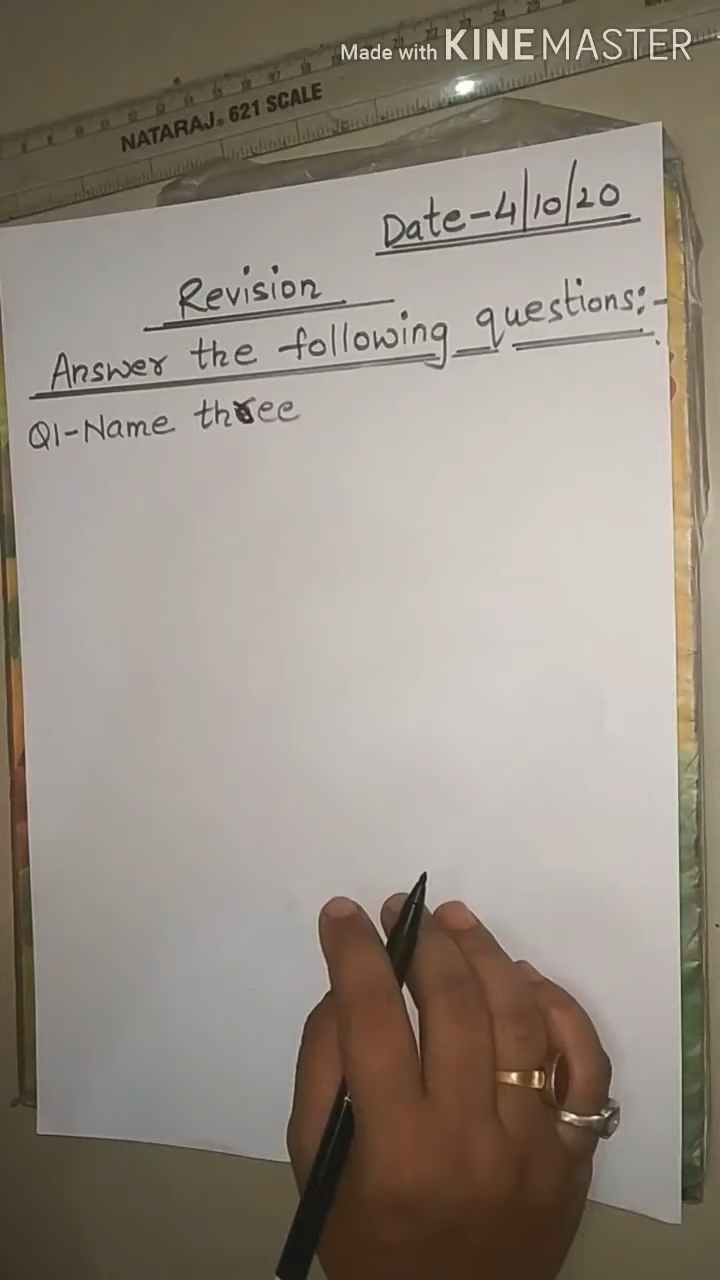 Made with KINEMASTER
NATARAJ 621 SCALE
Date-4/10/20
Revision
Answer the following questions:-
Q1-Name three